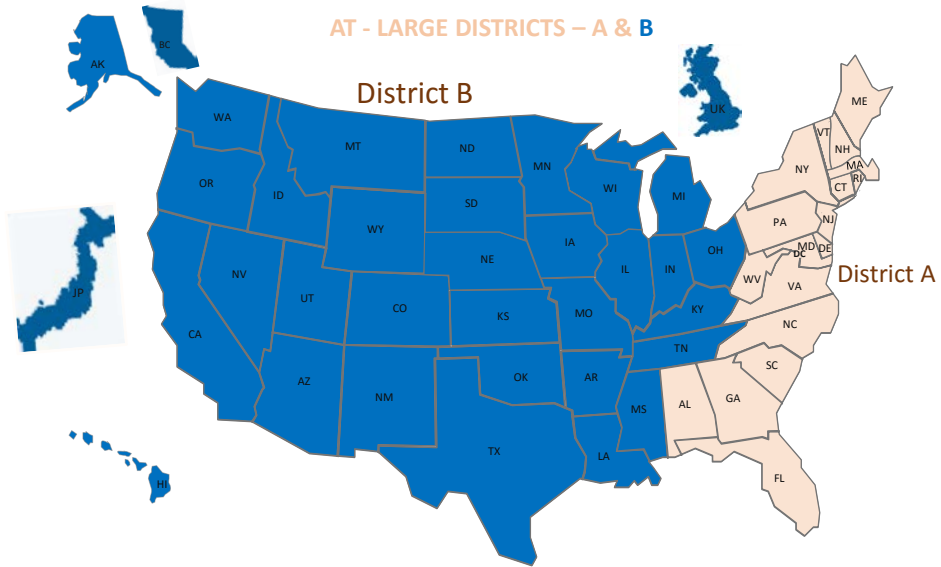 AT - LARGE DISTRICTS – A & B
BC
AK
District B
UK
ME
WA
VT
NH
MT
ND
MN
MA
NY
RI
OR
WI
CT
ID
MI
SD
PA
NJ
WY
IA
OH
MD
DE
DC
NE
District A
NV
IL
IN
WV
VA
JP
UT
CO
KY
KS
MO
NC
CA
TN
SC
AZ
OK
AR
NM
GA
AL
MS
TX
LA
FL
HI